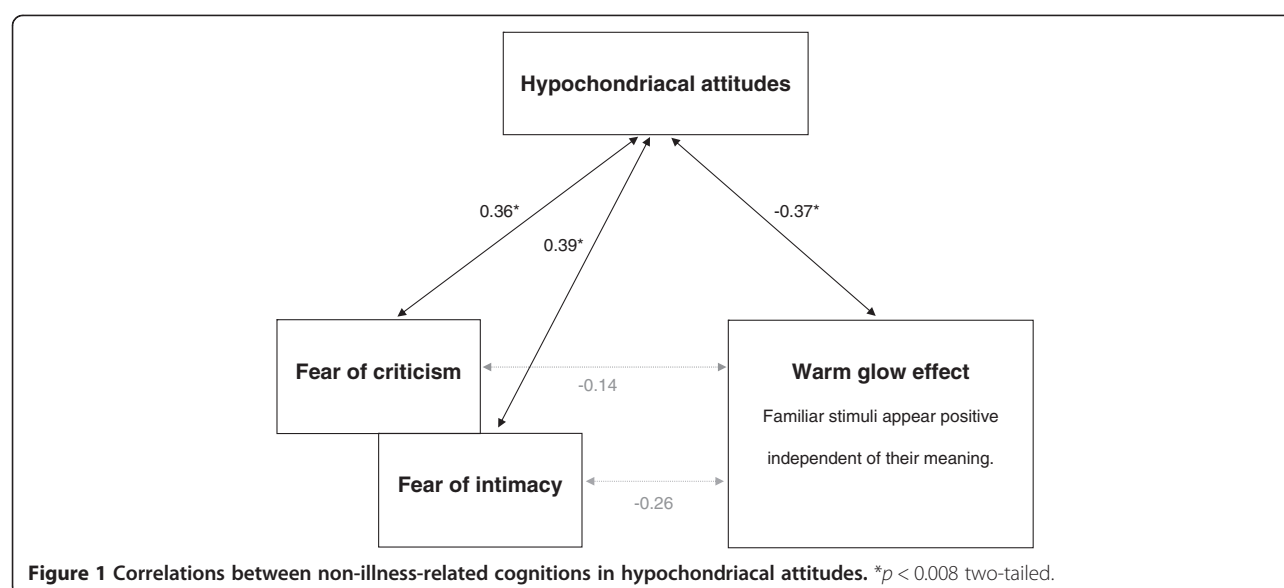 Hypochondriacal attitudes
0.36*
-0.37*
0.39*
Fear of criticism
-0.14
Warm glow effect
Familiar stimuli appear positive
independent of their meaning.
Fear of intimacy
-0.26
Figure 1 Correlations between non-illness-related cognitions in hypochondriacal attitudes. *p < 0.008 two-tailed.